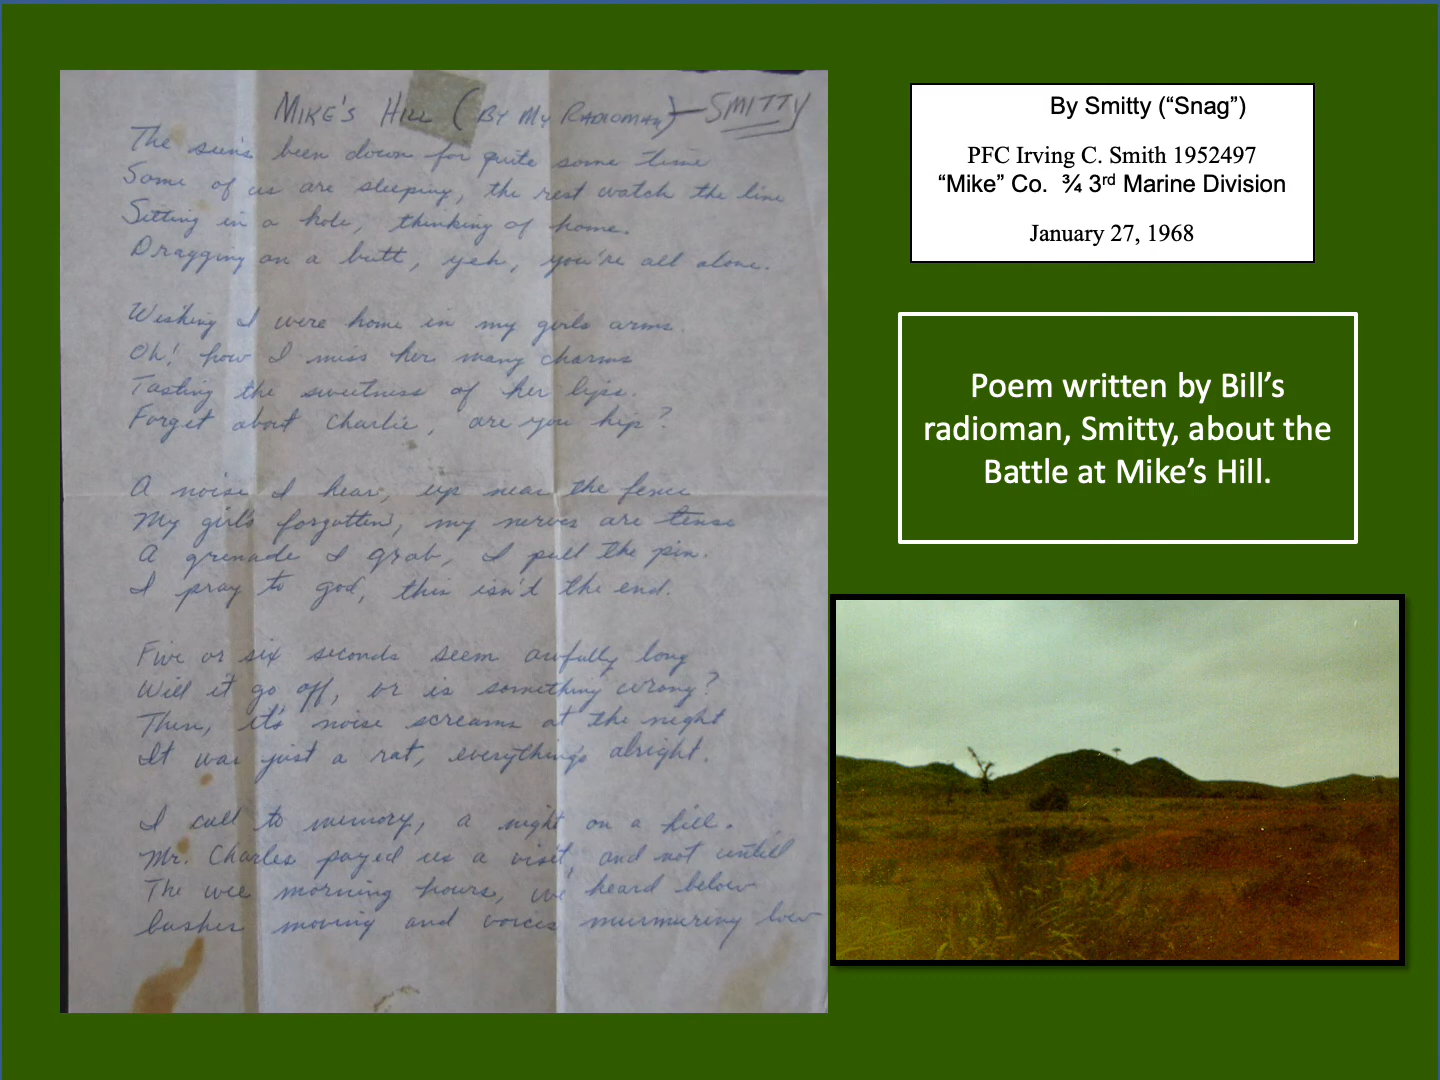 MIKE'S HILL (BY MY RADIOMAN) — SMITTY
The sun's been down for quite some time
Some of us are sleeping, the rest watch the line
Sitting in a hole, thinking of home.
Dragging on a butt, yeh, you're all alone.
Wishing I were home in my girls arms.
Oh! how I miss her many charms
Tasting the sweetness of her lips.
Forget about Charlie, are you hip?
A noise I hear, up near the fence
My girl's forgotten, my nerves are tense
A grenade I grab, I pull the pin.
I pray to god, this isn't the end.
Five or six seconds seem awfully long
Will it go off, or is something wrong?
Then, it's noise screams at the night
It was just a rat, everything's alright.
I call to memory, a night on a hill.
Mr. Charles payed us a visit, and not untill
The wee morning hours, we heard below
bushes moving and voices murmuring low
By Smitty (“Snag”)
PFC Irving C. Smith 1952497
“Mike” Co. ¾ 3rd Marine Division
January 27, 1968
Poem written by Bill’s
radioman, Smitty, about the
Battle at Mike’s Hill.